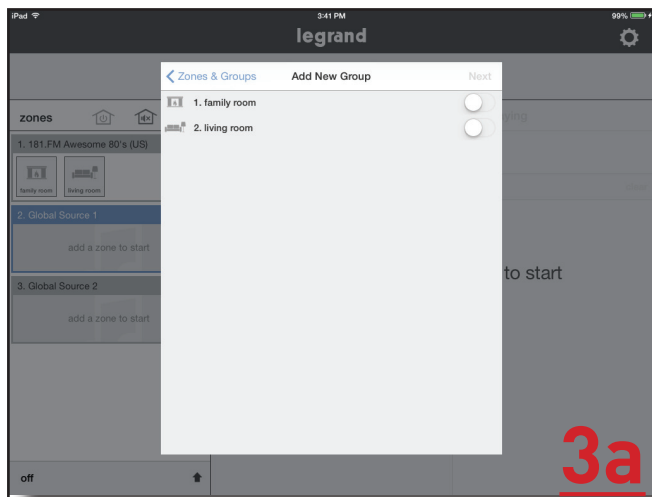 iPad 3:41 PM 99%
legrand
Zones & Groups Add New Group Next
1. family room
2. living room
zones
1. 181.FM Awesome 80's (US)
family room living room
2. Global Source 1
add a zone to start
3. Global Source 2
add a zone to start
ying
to start
off
3a